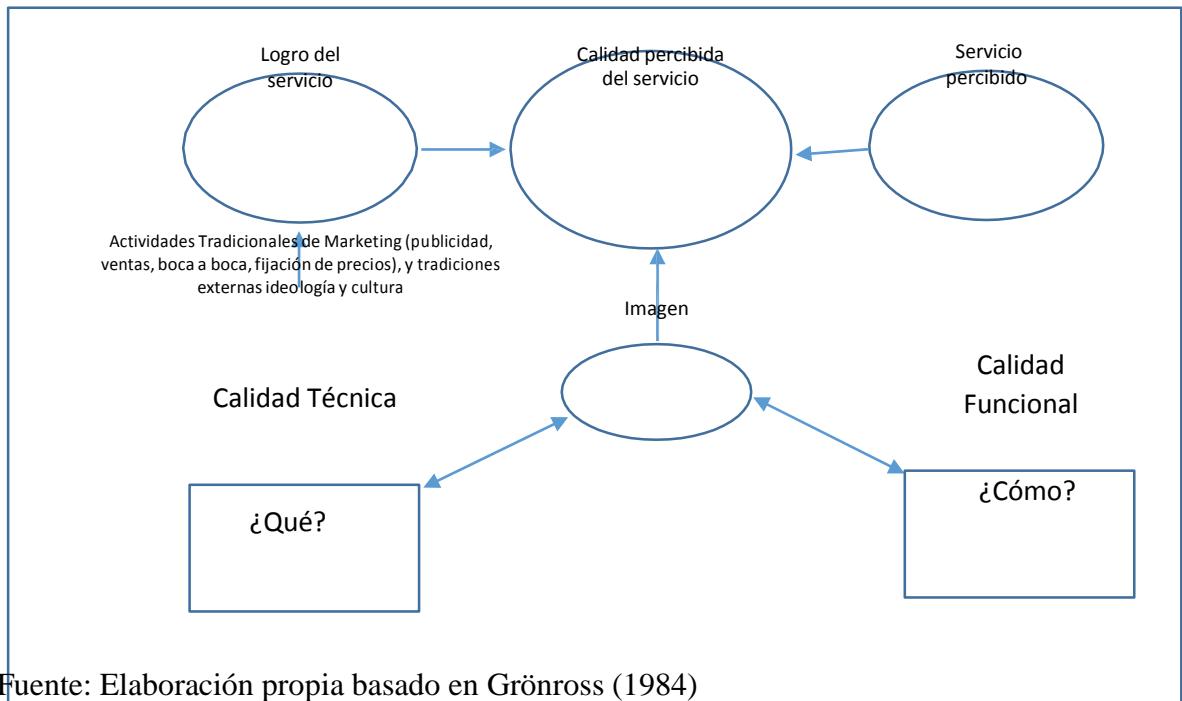 Logro del
servicio
Calidad percibida
del servicio
Servicio
percibido
Actividades Tradicionales de Marketing (publicidad,
ventas, boca a boca, fijación de precios), y tradiciones
externas ideología y cultura
Imagen
Calidad Técnica
Calidad
Funcional
¿Qué?
¿Cómo?
Fuente: Elaboración propia basado en Grönross (1984)